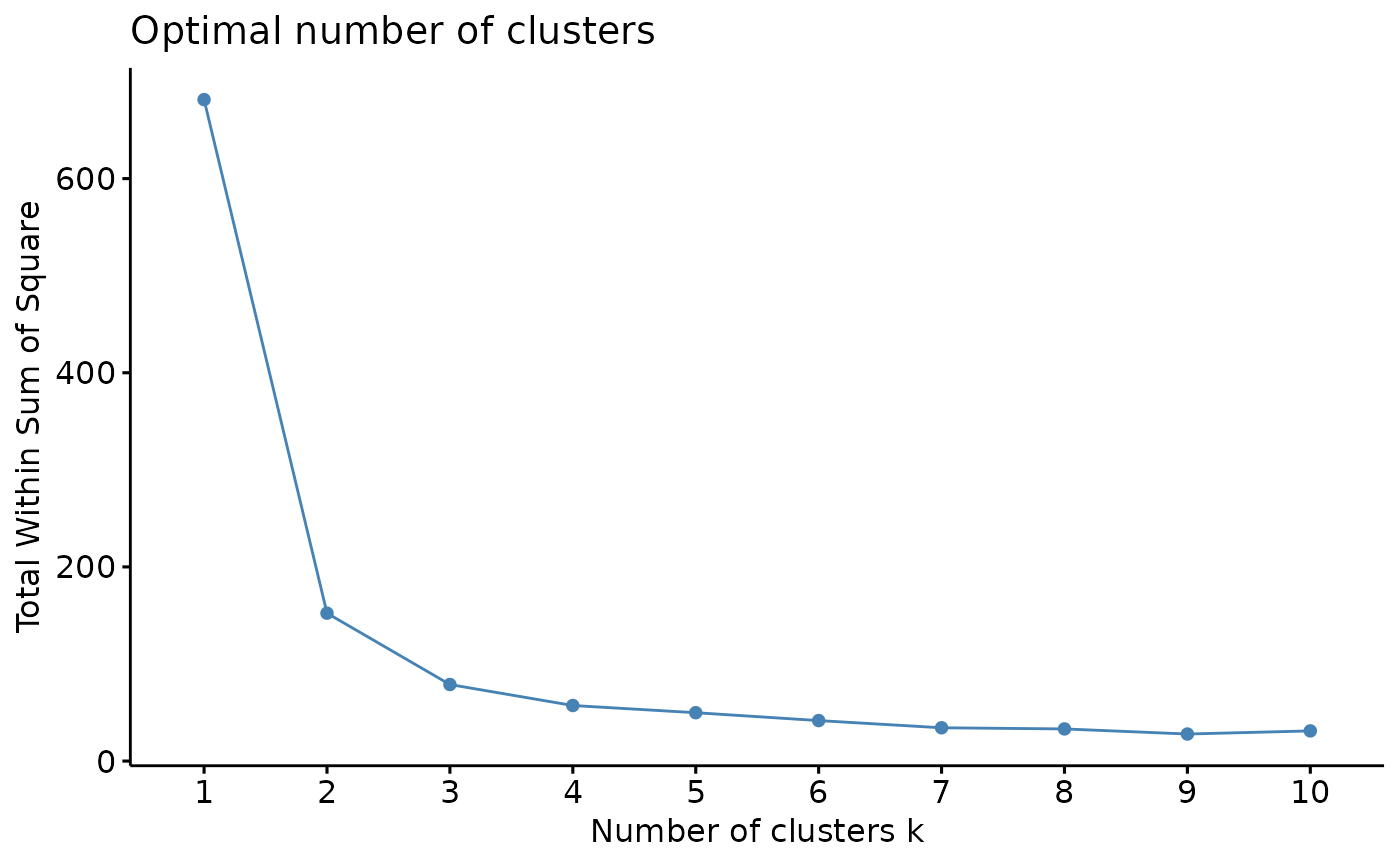 Optimal number of clusters
Total Within Sum of Square
600
400
200
0
1 2 3 4 5 6 7 8 9 10
Number of clusters k